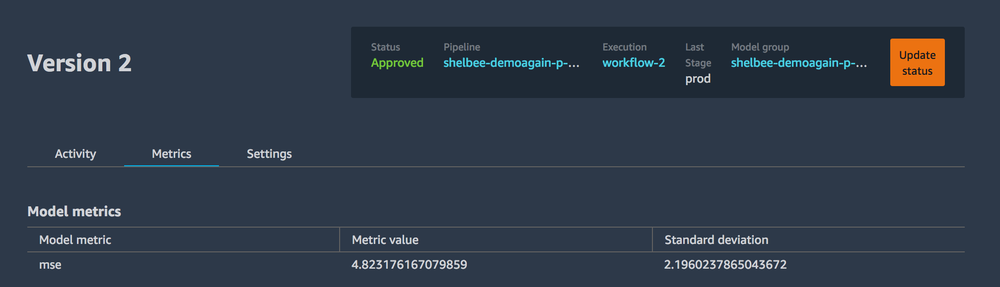 Version 2
Status
Approved
Pipeline
shelbee-demoagain-p-...
Execution
workflow-2
Last
Stage
prod
Model group
shelbee-demoagain-p-...
Update
status
Activity
Metrics
Settings
Model metrics
Model metric
Metric value
Standard deviation
mse
4.823176167079859
2.1960237865043672